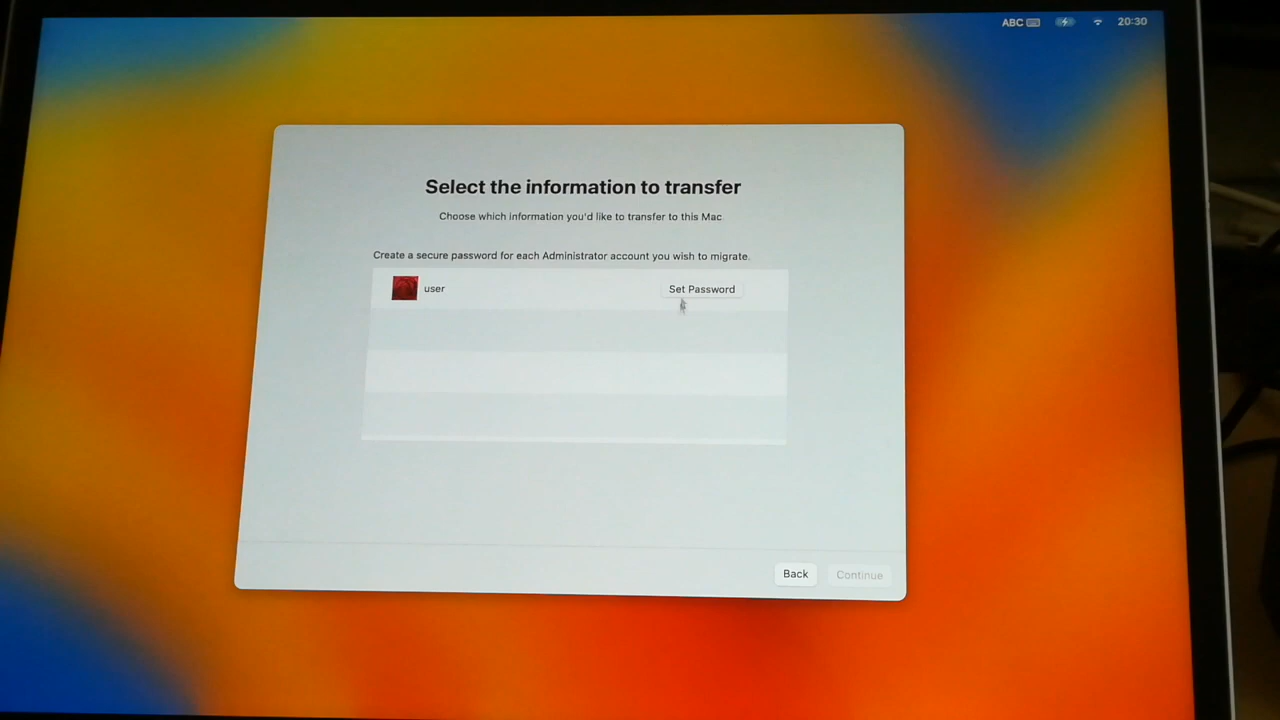 ABC 20:30
Select the information to transfer
Choose which information you'd like to transfer to this Mac
Create a secure password for each Administrator account you wish to migrate.
user Set Password
Back Continue